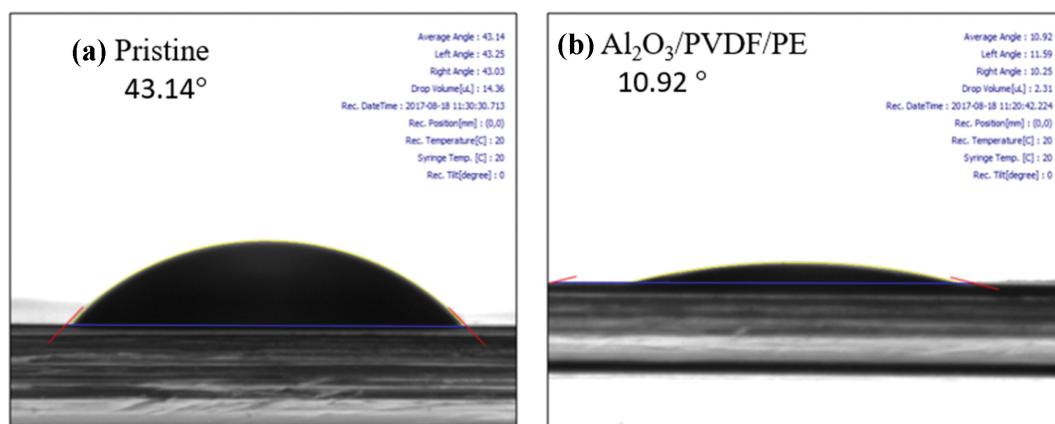 (a) Pristine
43.14°
Average Angle : 43.14
Left Angle : 43.25
Right Angle : 43.03
Drop Volume[uL] : 14.36
Rec. DateTime : 2017-08-18 11:30:30.713
Rec. Position[mm] : (0,0)
Rec. Temperature[C] : 20
Syringe Temp. [C] : 20
Rec. Tilt[degree] : 0
(b) Al₂O₃/PVDF/PE
10.92 °
Average Angle : 10.92
Left Angle : 11.59
Right Angle : 10.25
Drop Volume[uL] : 2.31
Rec. DateTime : 2017-08-18 11:20:42.224
Rec. Position[mm] : (0,0)
Rec. Temperature[C] : 20
Syringe Temp. [C] : 20
Rec. Tilt[degree] : 0